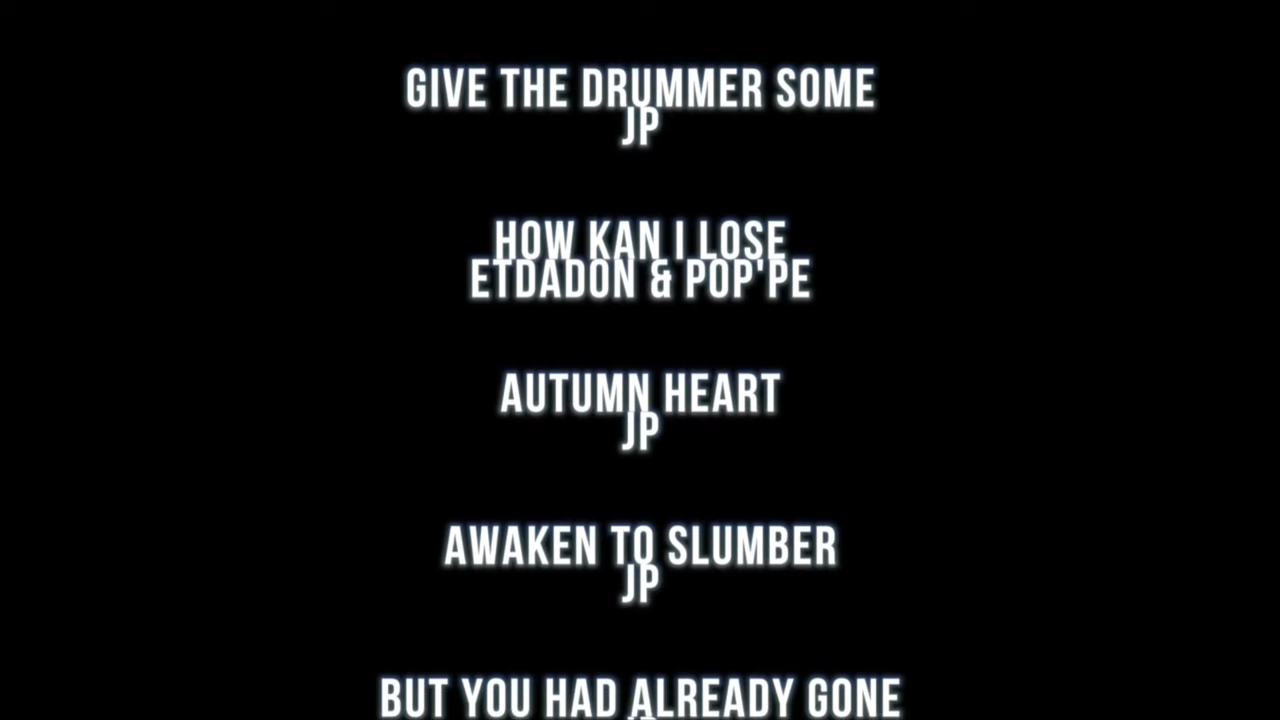 GIVE THE DRUMMER SOME
JP
HOW KAN I LOSE
ETDADON & POP'PE
AUTUMN HEART
JP
AWAKEN TO SLUMBER
JP
BUT YOU HAD ALREADY GONE